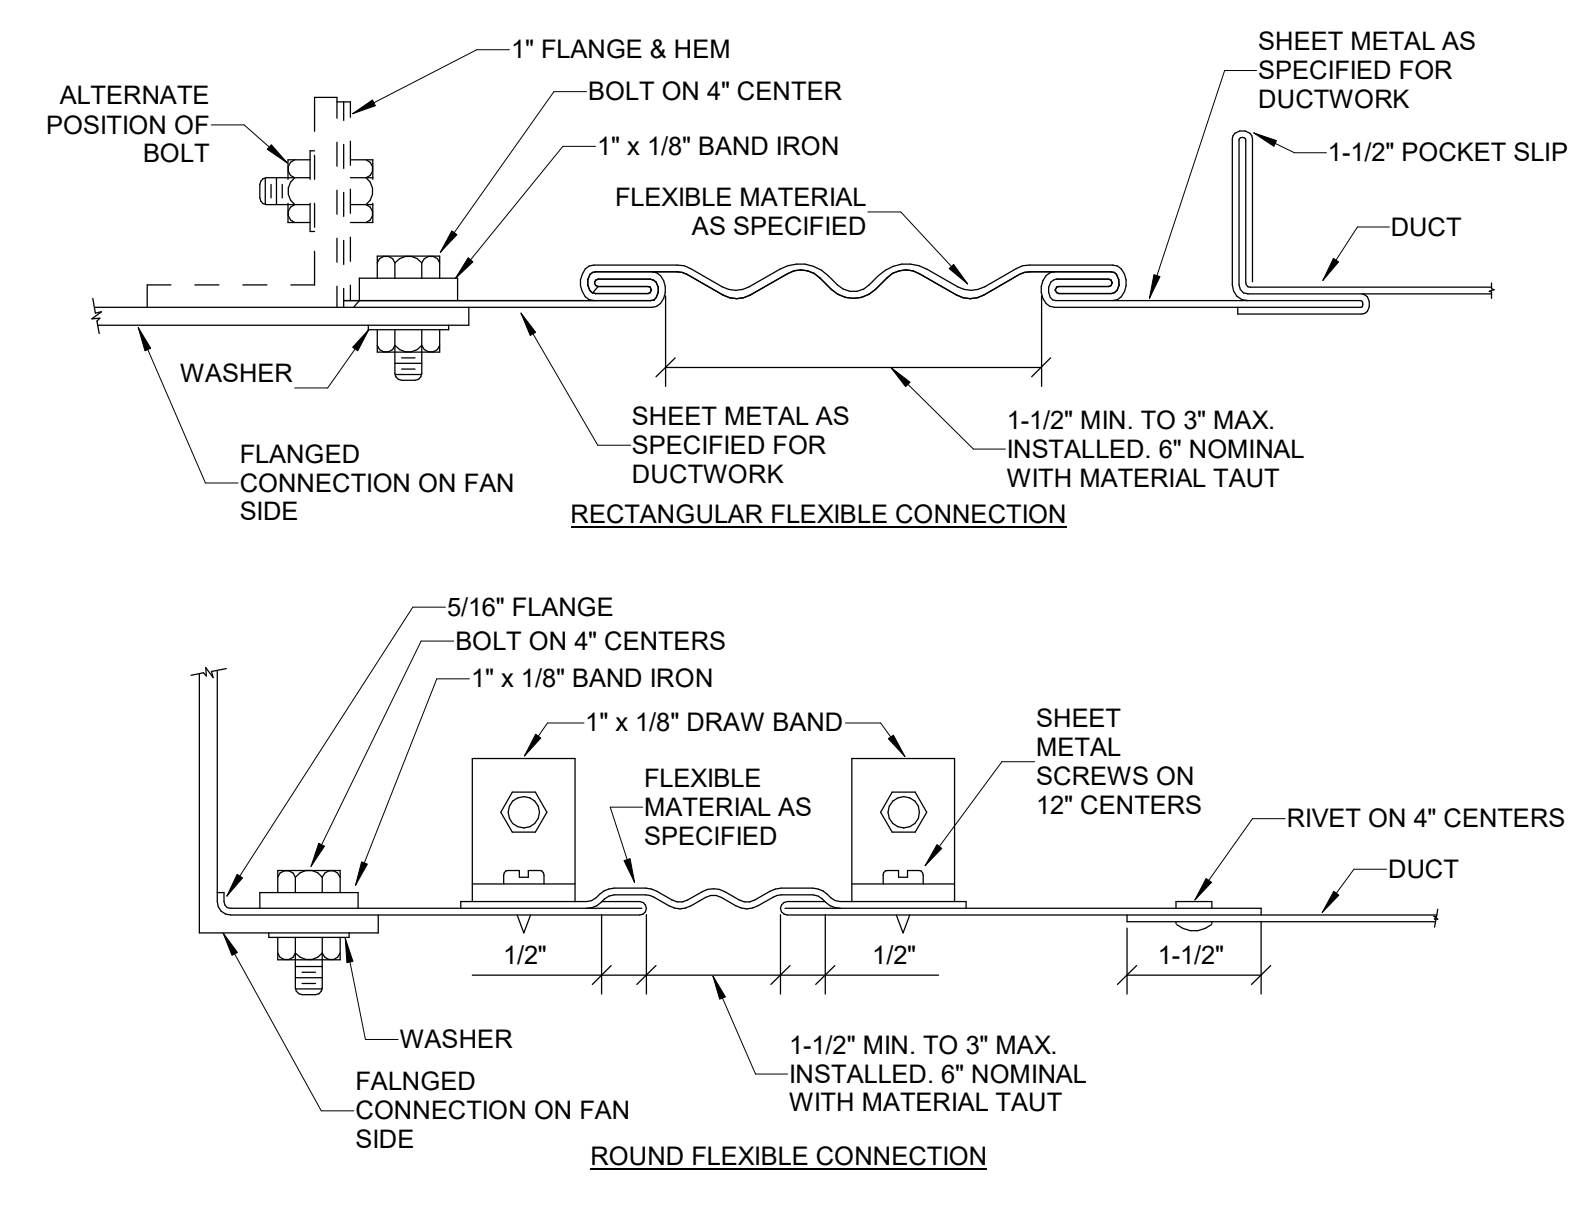 1" FLANGE & HEM
BOLT ON 4" CENTER
1" x 1/8" BAND IRON
ALTERNATE
POSITION OF
BOLT
FLEXIBLE MATERIAL
AS SPECIFIED
SHEET METAL AS
SPECIFIED FOR
DUCTWORK
1-1/2" POCKET SLIP
DUCT
WASHER
FLANGED
CONNECTION ON FAN
SIDE
SHEET METAL AS
SPECIFIED FOR
DUCTWORK
1-1/2" MIN. TO 3" MAX.
INSTALLED. 6" NOMINAL
WITH MATERIAL TAUT
RECTANGULAR FLEXIBLE CONNECTION
5/16" FLANGE
BOLT ON 4" CENTERS
1" x 1/8" BAND IRON
1" x 1/8" DRAW BAND
FLEXIBLE
MATERIAL AS
SPECIFIED
SHEET
METAL
SCREWS ON
12" CENTERS
RIVET ON 4" CENTERS
DUCT
1/2"
1/2"
1-1/2"
WASHER
FALNGED
CONNECTION ON FAN
SIDE
1-1/2" MIN. TO 3" MAX.
INSTALLED. 6" NOMINAL
WITH MATERIAL TAUT
ROUND FLEXIBLE CONNECTION